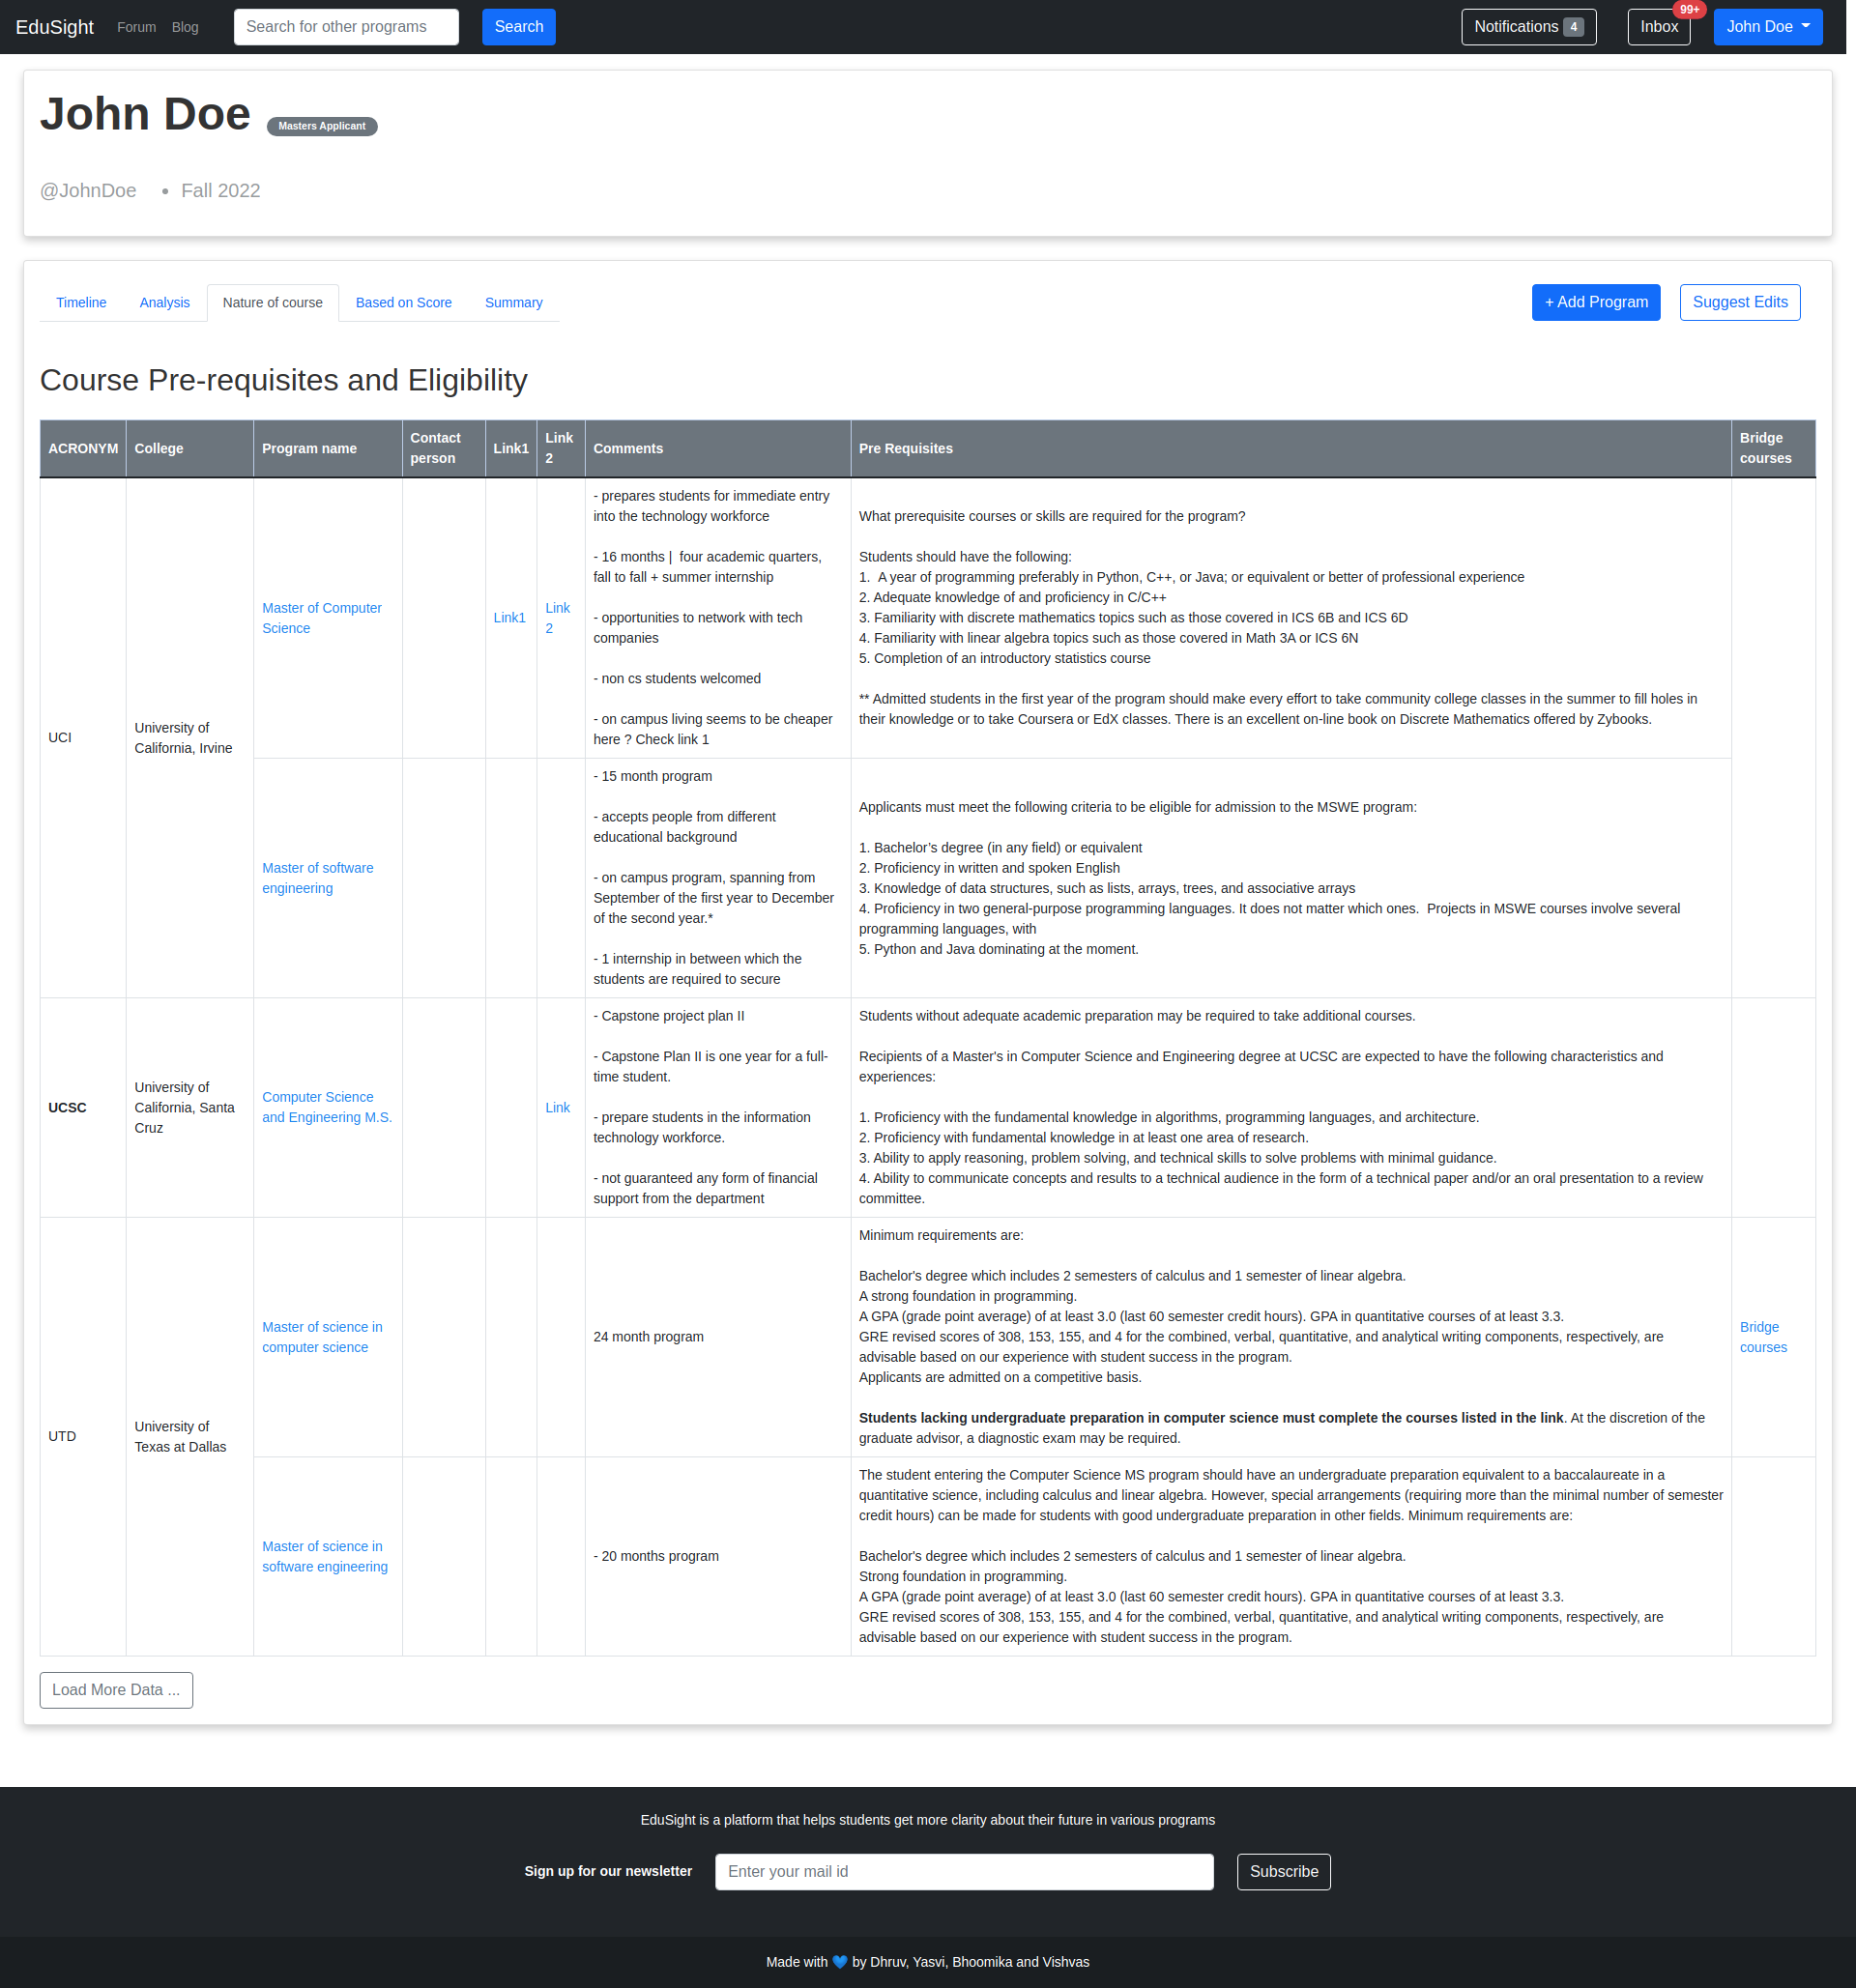 EduSight Forum Blog Search for other programs Search Notifications 4 Inbox 99+ John Doe
John Doe Masters Applicant
@JohnDoe • Fall 2022
Timeline Analysis Nature of course Based on Score Summary + Add Program Suggest Edits
Course Pre-requisites and Eligibility
ACRONYM College Program name Contact person Link1 Link 2 Comments Pre Requisites Bridge courses
UCI
University of
California, Irvine
Master of Computer
Science
Link1
Link
2
- prepares students for immediate entry
into the technology workforce
- 16 months | four academic quarters,
fall to fall + summer internship
- opportunities to network with tech
companies
- non cs students welcomed
- on campus living seems to be cheaper
here ? Check link 1
What prerequisite courses or skills are required for the program?
Students should have the following:
1. A year of programming preferably in Python, C++, or Java; or equivalent or better of professional experience
2. Adequate knowledge of and proficiency in C/C++
3. Familiarity with discrete mathematics topics such as those covered in ICS 6B and ICS 6D
4. Familiarity with linear algebra topics such as those covered in Math 3A or ICS 6N
5. Completion of an introductory statistics course
** Admitted students in the first year of the program should make every effort to take community college classes in the summer to fill holes in
their knowledge or to take Coursera or EdX classes. There is an excellent on-line book on Discrete Mathematics offered by Zybooks.
Master of software
engineering
- 15 month program
- accepts people from different
educational background
- on campus program, spanning from
September of the first year to December
of the second year.*
- 1 internship in between which the
students are required to secure
Applicants must meet the following criteria to be eligible for admission to the MSWE program:
1. Bachelor’s degree (in any field) or equivalent
2. Proficiency in written and spoken English
3. Knowledge of data structures, such as lists, arrays, trees, and associative arrays
4. Proficiency in two general-purpose programming languages. It does not matter which ones. Projects in MSWE courses involve several
programming languages, with
5. Python and Java dominating at the moment.
UCSC
University of
California, Santa
Cruz
Computer Science
and Engineering M.S.
Link
- Capstone project plan II
- Capstone Plan II is one year for a full-
time student.
- prepare students in the information
technology workforce.
- not guaranteed any form of financial
support from the department
Students without adequate academic preparation may be required to take additional courses.
Recipients of a Master's in Computer Science and Engineering degree at UCSC are expected to have the following characteristics and
experiences:
1. Proficiency with the fundamental knowledge in algorithms, programming languages, and architecture.
2. Proficiency with fundamental knowledge in at least one area of research.
3. Ability to apply reasoning, problem solving, and technical skills to solve problems with minimal guidance.
4. Ability to communicate concepts and results to a technical audience in the form of a technical paper and/or an oral presentation to a review
committee.
UTD
University of
Texas at Dallas
Master of science in
computer science
24 month program
Minimum requirements are:
Bachelor's degree which includes 2 semesters of calculus and 1 semester of linear algebra.
A strong foundation in programming.
A GPA (grade point average) of at least 3.0 (last 60 semester credit hours). GPA in quantitative courses of at least 3.3.
GRE revised scores of 308, 153, 155, and 4 for the combined, verbal, quantitative, and analytical writing components, respectively, are
advisable based on our experience with student success in the program.
Applicants are admitted on a competitive basis.
Students lacking undergraduate preparation in computer science must complete the courses listed in the link. At the discretion of the
graduate advisor, a diagnostic exam may be required.
Bridge
courses
Master of science in
software engineering
- 20 months program
The student entering the Computer Science MS program should have an undergraduate preparation equivalent to a baccalaureate in a
quantitative science, including calculus and linear algebra. However, special arrangements (requiring more than the minimal number of semester
credit hours) can be made for students with good undergraduate preparation in other fields. Minimum requirements are:
Bachelor's degree which includes 2 semesters of calculus and 1 semester of linear algebra.
Strong foundation in programming.
A GPA (grade point average) of at least 3.0 (last 60 semester credit hours). GPA in quantitative courses of at least 3.3.
GRE revised scores of 308, 153, 155, and 4 for the combined, verbal, quantitative, and analytical writing components, respectively, are
advisable based on our experience with student success in the program.
Load More Data ...
EduSight is a platform that helps students get more clarity about their future in various programs
Sign up for our newsletter Enter your mail id Subscribe
Made with 💙 by Dhruv, Yasvi, Bhoomika and Vishvas